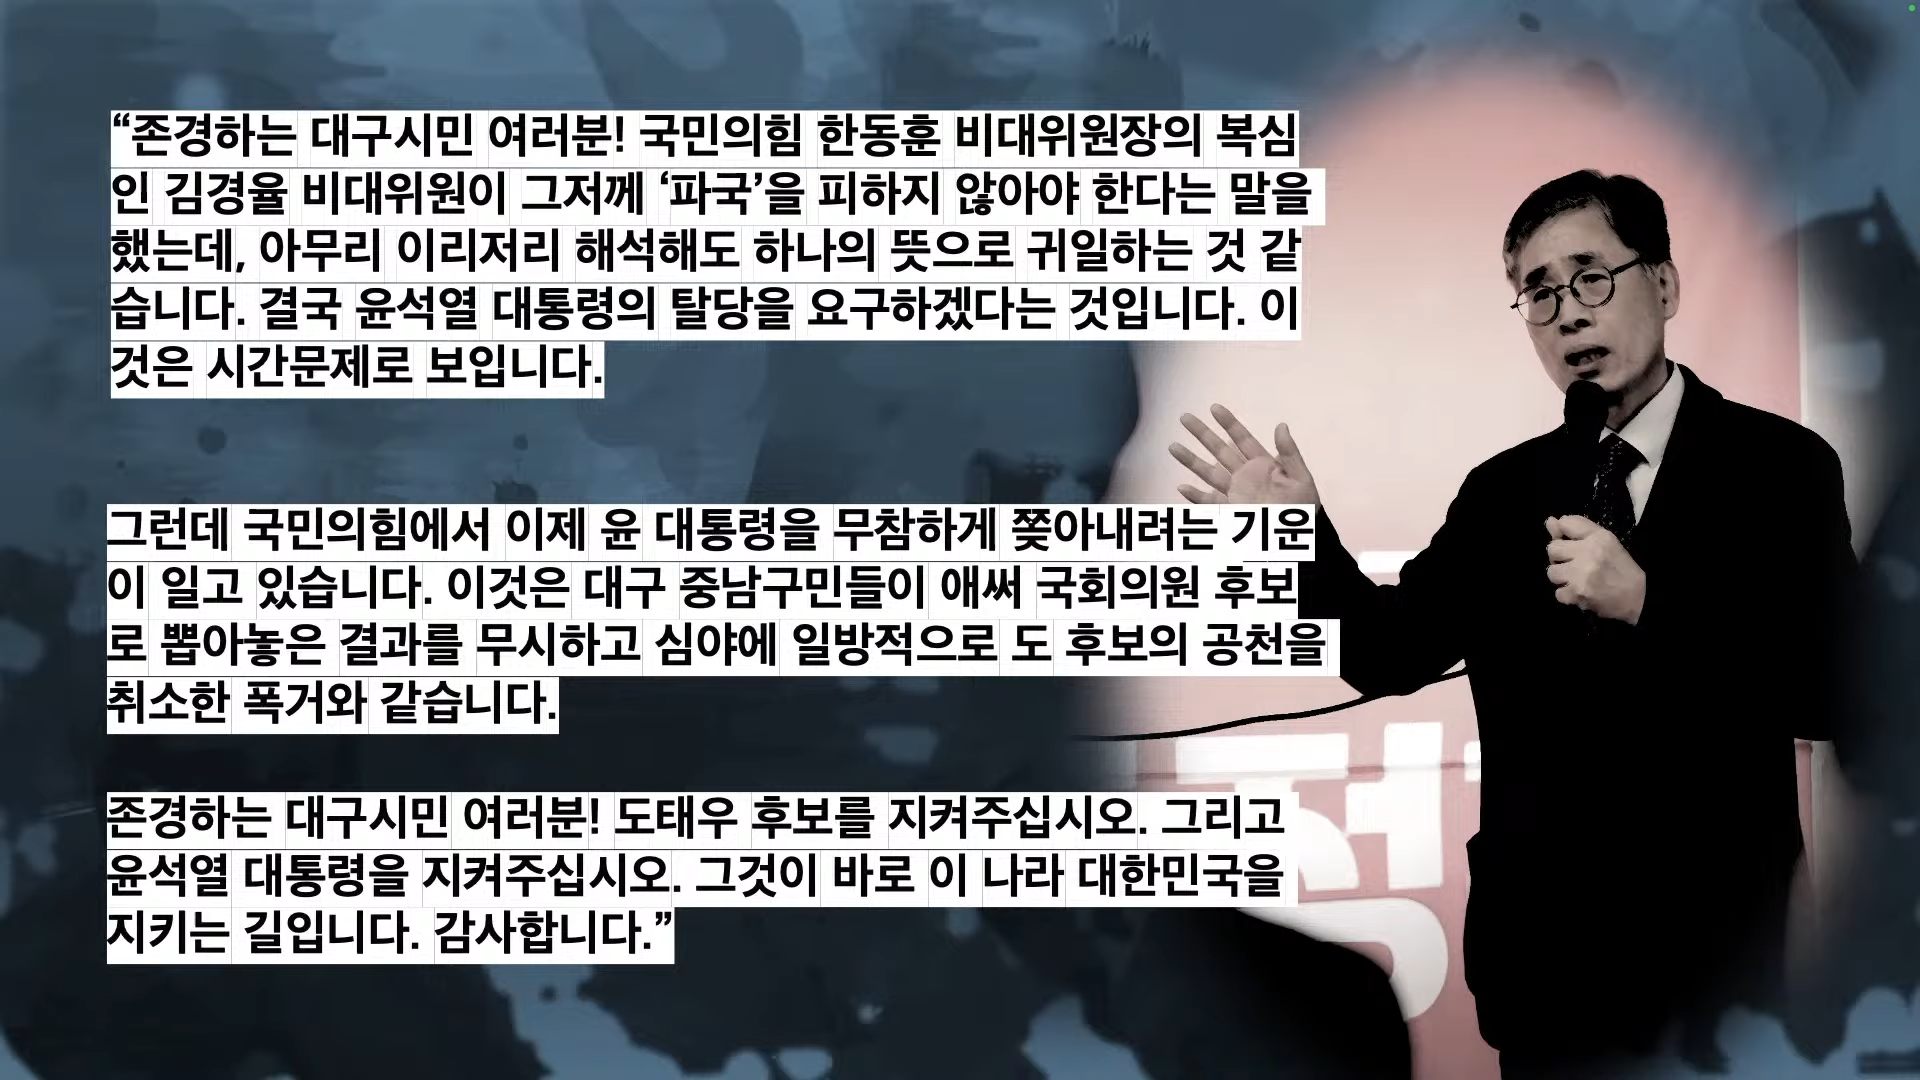 “존경하는 대구시민 여러분! 국민의힘 한동훈 비대위원장의 복심
인 김경율 비대위원이 그저께 ‘파국’을 피하지 않아야 한다는 말을
했는데, 아무리 이리저리 해석해도 하나의 뜻으로 귀일하는 것 같
습니다. 결국 윤석열 대통령의 탈당을 요구하겠다는 것입니다. 이
것은 시간문제로 보입니다.
그런데 국민의힘에서 이제 윤 대통령을 무참하게 쫒아내려는 기운
이 일고 있습니다. 이것은 대구 중남구민들이 애써 국회의원 후보
로 뽑아놓은 결과를 무시하고 심야에 일방적으로 도 후보의 공천을
취소한 폭거와 같습니다.
존경하는 대구시민 여러분! 도태우 후보를 지켜주십시오. 그리고
윤석열 대통령을 지켜주십시오. 그것이 바로 이 나라 대한민국을
지키는 길입니다. 감사합니다.”